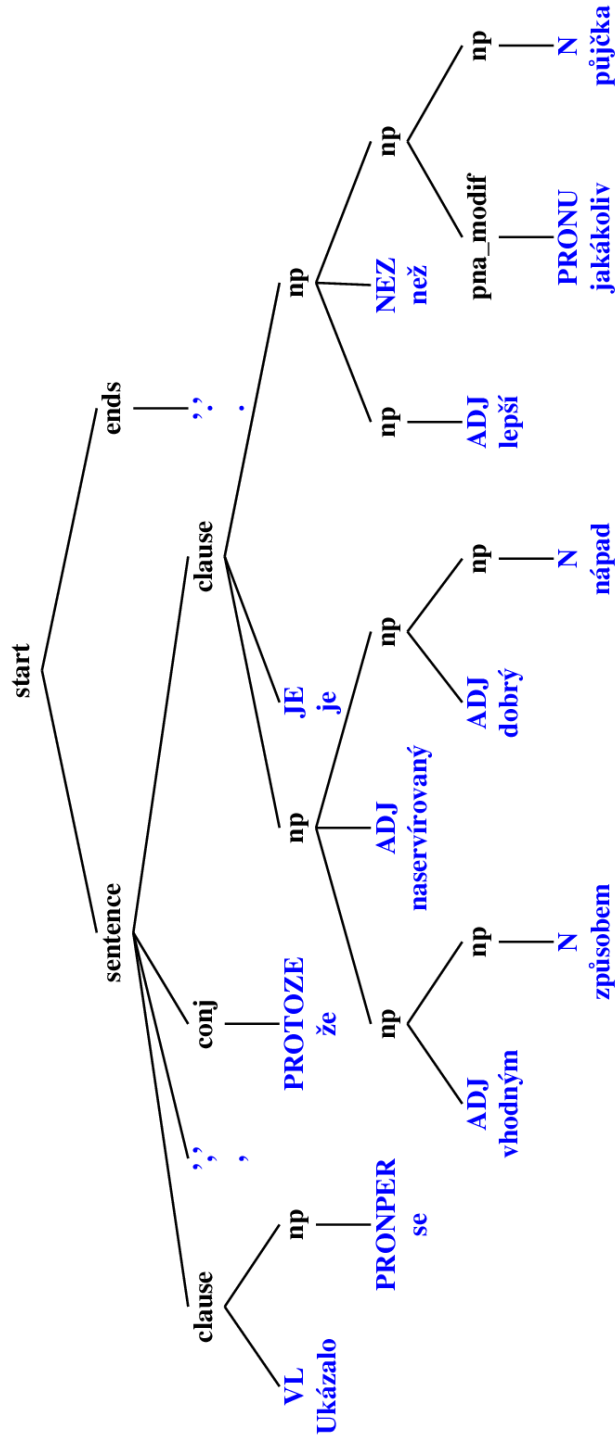 start
sentence
ends
clause
','
conj
clause
'.'
VL
np
,
PROTOZE
np
JE
np
.
Ukázalo
PRONPER
že
np
ADJ
np
je
np
NEZ
np
se
ADJ
np
naservírovaný
ADJ
np
ADJ
než
pna_modif
np
vhodným
N
dobrý
N
lepší
PRONU
N
způsobem
nápad
jakákoliv
půjčka